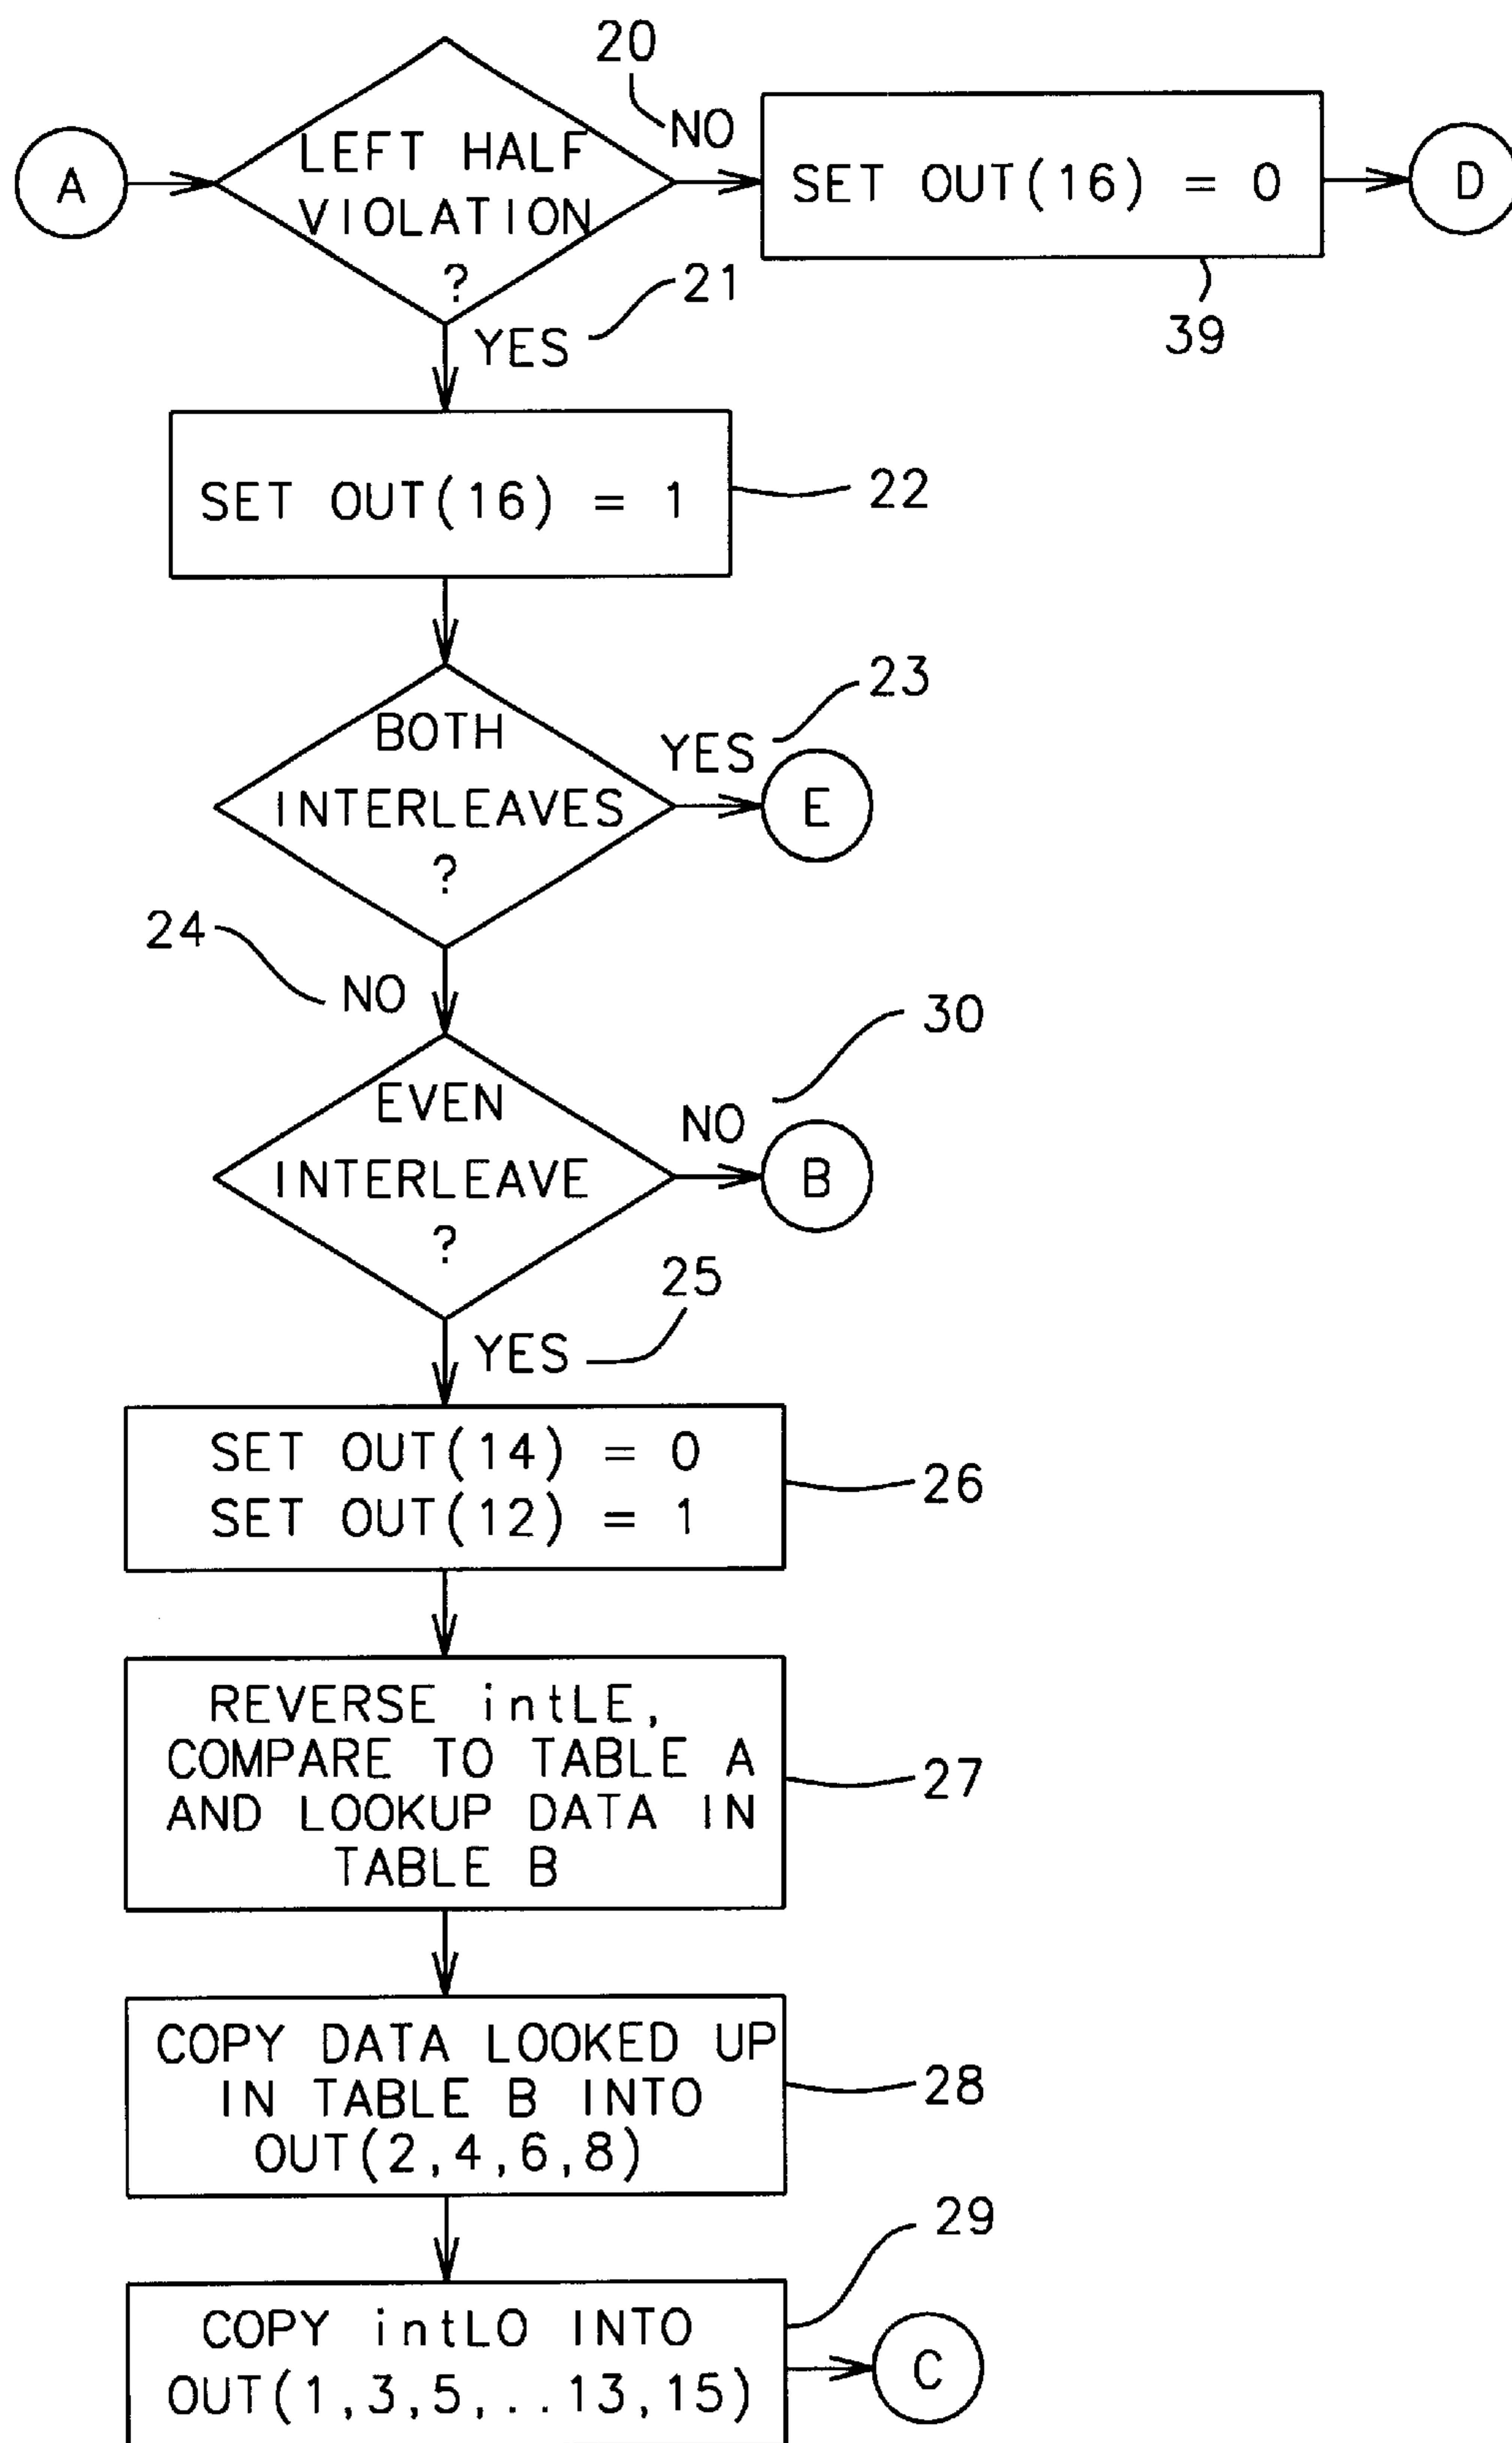 20
NO
A
LEFT HALF
VIOLATION
?
SET OUT(16) = 0
D
21
YES
39
SET OUT(16) = 1
22
23
BOTH
INTERLEAVES
?
YES
E
24
NO
30
EVEN
INTERLEAVE
?
NO
B
25
YES
SET OUT(14) = 0
SET OUT(12) = 1
26
REVERSE intLE,
COMPARE TO TABLE A
AND LOOKUP DATA IN
TABLE B
27
COPY DATA LOOKED UP
IN TABLE B INTO
OUT(2,4,6,8)
28
29
COPY intLO INTO
OUT(1,3,5,..13,15)
C